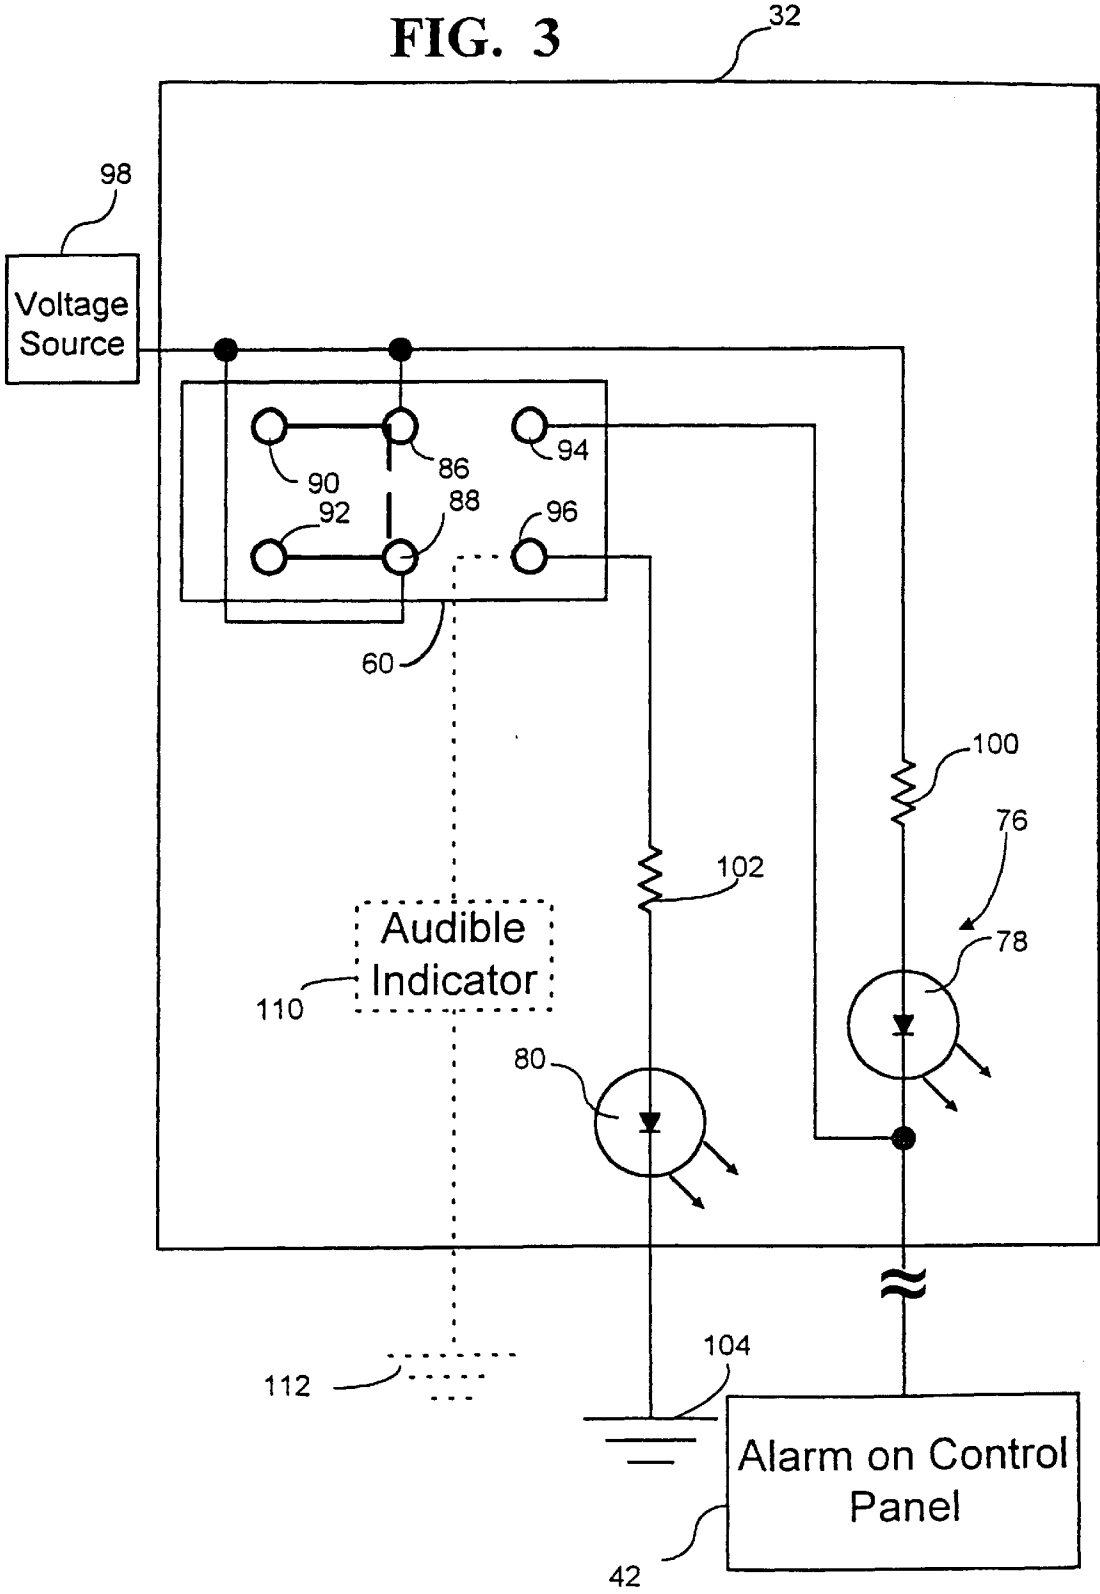 FIG. 3
32
98
Voltage
Source
90
86
94
92
88
96
60
100
76
102
78
Audible
Indicator
110
80
104
112
Alarm on Control
Panel
42